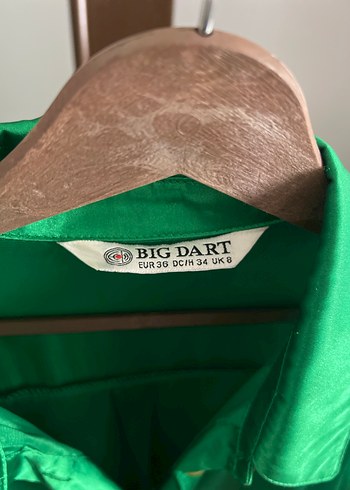 BIG DART
EUR 36 DC/H 34 UK 8